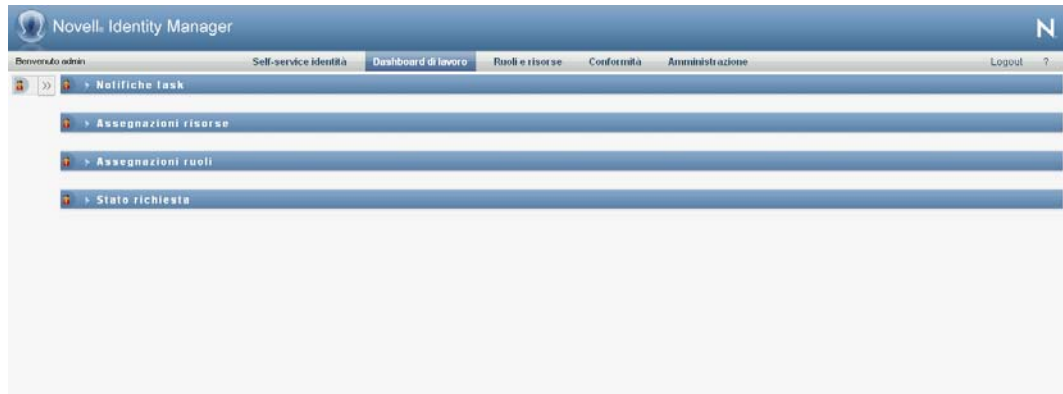 Novell® Identity Manager
N
Benvenuto admin
Self-service identità Dashboard di lavoro Ruoli e risorse Conformità Amministrazione Logout ?
Notifiche task
Assegnazioni risorse
Assegnazioni ruoli
Stato richiesta